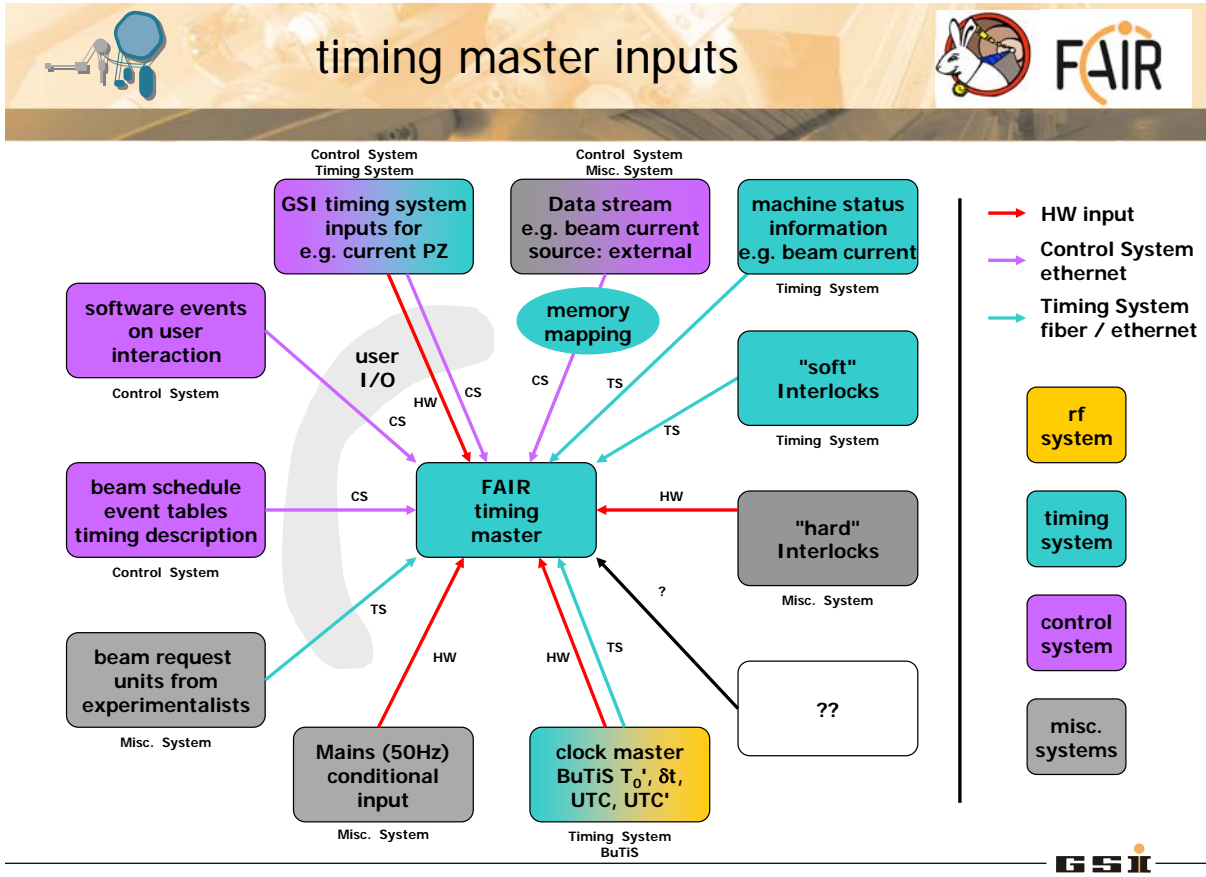 timing master inputs
FAIR
Control System
Timing System
GSI timing system
inputs for
e.g. current PZ
Control System
Misc. System
Data stream
e.g. beam current
source: external
machine status
information
e.g. beam current
Timing System
HW input
Control System
ethernet
Timing System
fiber / ethernet
software events
on user
interaction
Control System
memory
mapping
user
I/O
"soft"
Interlocks
Timing System
CS
HW
CS
CS
TS
TS
rf
system
beam schedule
event tables
timing description
Control System
CS
FAIR
timing
master
HW
"hard"
Interlocks
Misc. System
timing
system
beam request
units from
experimentalists
Misc. System
TS
HW
HW
TS
?
??
control
system
Mains (50Hz)
conditional
input
Misc. System
clock master
BuTiS T₀', δt,
UTC, UTC'
Timing System
BuTiS
misc.
systems
GSI